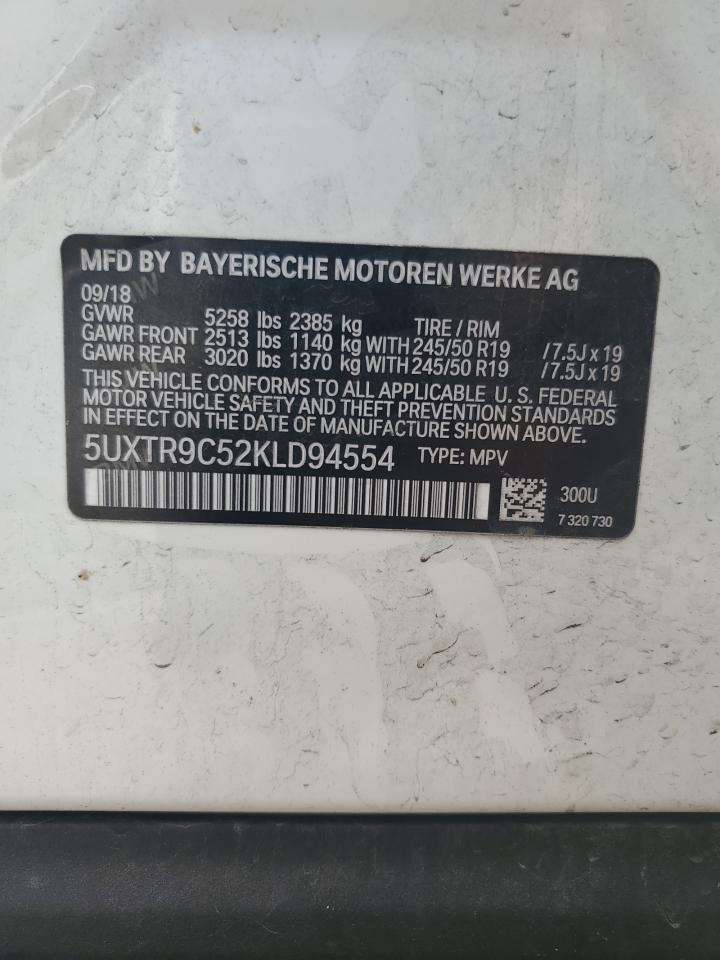 MFD BY BAYERISCHE MOTOREN WERKE AG
09/18
GVWR 5258 lbs 2385 kg TIRE / RIM
GAWR FRONT 2513 lbs 1140 kg WITH 245/50 R19 / 7.5J x 19
GAWR REAR 3020 lbs 1370 kg WITH 245/50 R19 / 7.5J x 19
THIS VEHICLE CONFORMS TO ALL APPLICABLE U. S. FEDERAL
MOTOR VEHICLE SAFETY AND THEFT PREVENTION STANDARDS
IN EFFECT ON THE DATE OF MANUFACTURE SHOWN ABOVE.
5UXTR9C52KLD94554 TYPE: MPV
300U
7 320 730